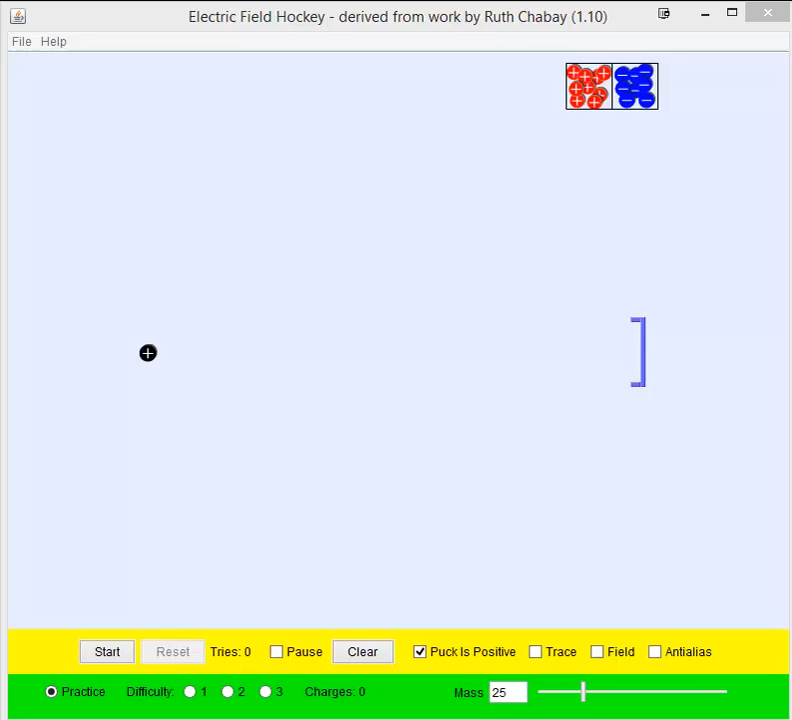 Electric Field Hockey - derived from work by Ruth Chabay (1.10)
File Help
Start Reset Tries: 0 Pause Clear Puck Is Positive Trace Field Antialias
Practice Difficulty: 1 2 3 Charges: 0 Mass 25